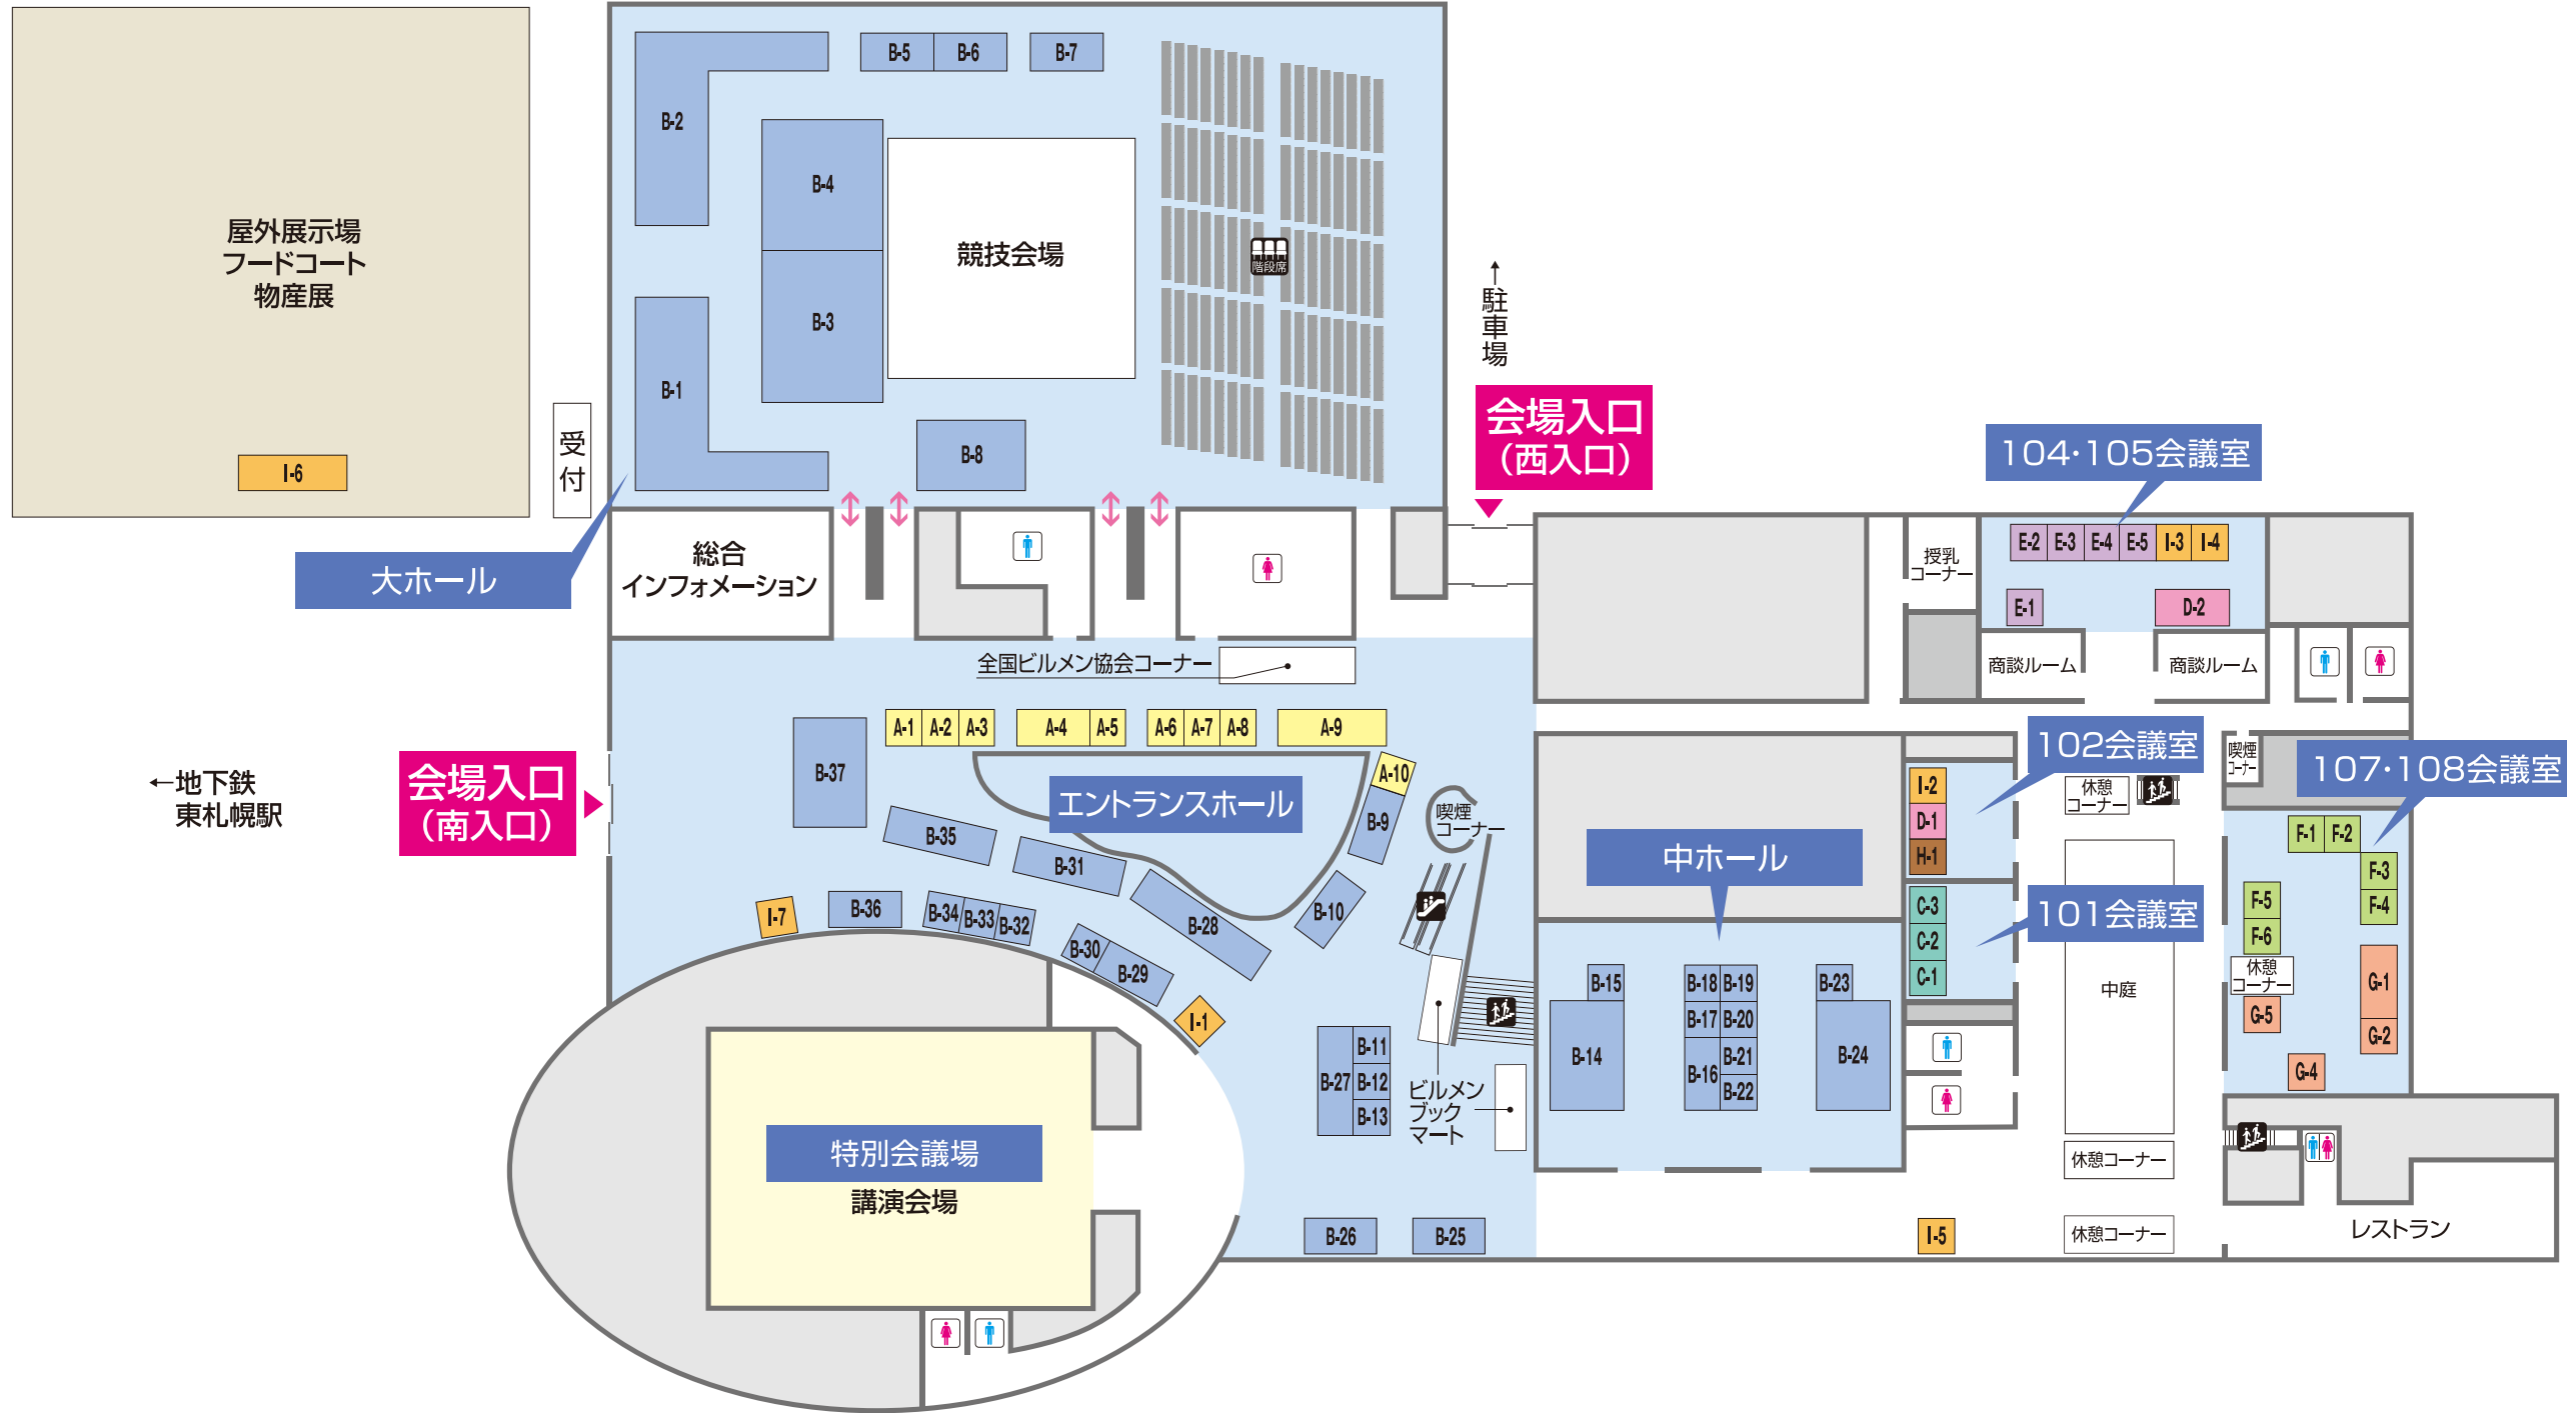 屋外展示場
フードコート
物産展
I-6
受付
大ホール
B-1
B-2
B-3
B-4
B-5
B-6
B-7
B-8
競技会場
階段席
↑駐車場
会場入口
（西入口）
総合
インフォメーション
全国ビルメン協会コーナー
←地下鉄
東札幌駅
会場入口
（南入口）
エントランスホール
A-1
A-2
A-3
A-4
A-5
A-6
A-7
A-8
A-9
A-10
B-9
B-10
B-37
B-35
B-31
B-28
I-7
B-36
B-34
B-33
B-32
B-30
B-29
I-1
喫煙
コーナー
B-27
B-11
B-12
B-13
ビルメン
ブック
マート
B-26
B-25
特別会議場
講演会場
中ホール
B-15
B-14
B-18
B-19
B-17
B-20
B-16
B-21
B-22
B-23
B-24
授乳
コーナー
104・105会議室
E-2
E-3
E-4
E-5
I-3
I-4
E-1
D-2
商談ルーム
商談ルーム
102会議室
I-2
D-1
H-1
101会議室
C-3
C-2
C-1
休憩
コーナー
中庭
休憩コーナー
休憩コーナー
I-5
喫煙
コーナー
107・108会議室
F-1
F-2
F-3
F-4
F-5
F-6
休憩
コーナー
G-5
G-1
G-2
G-4
レストラン